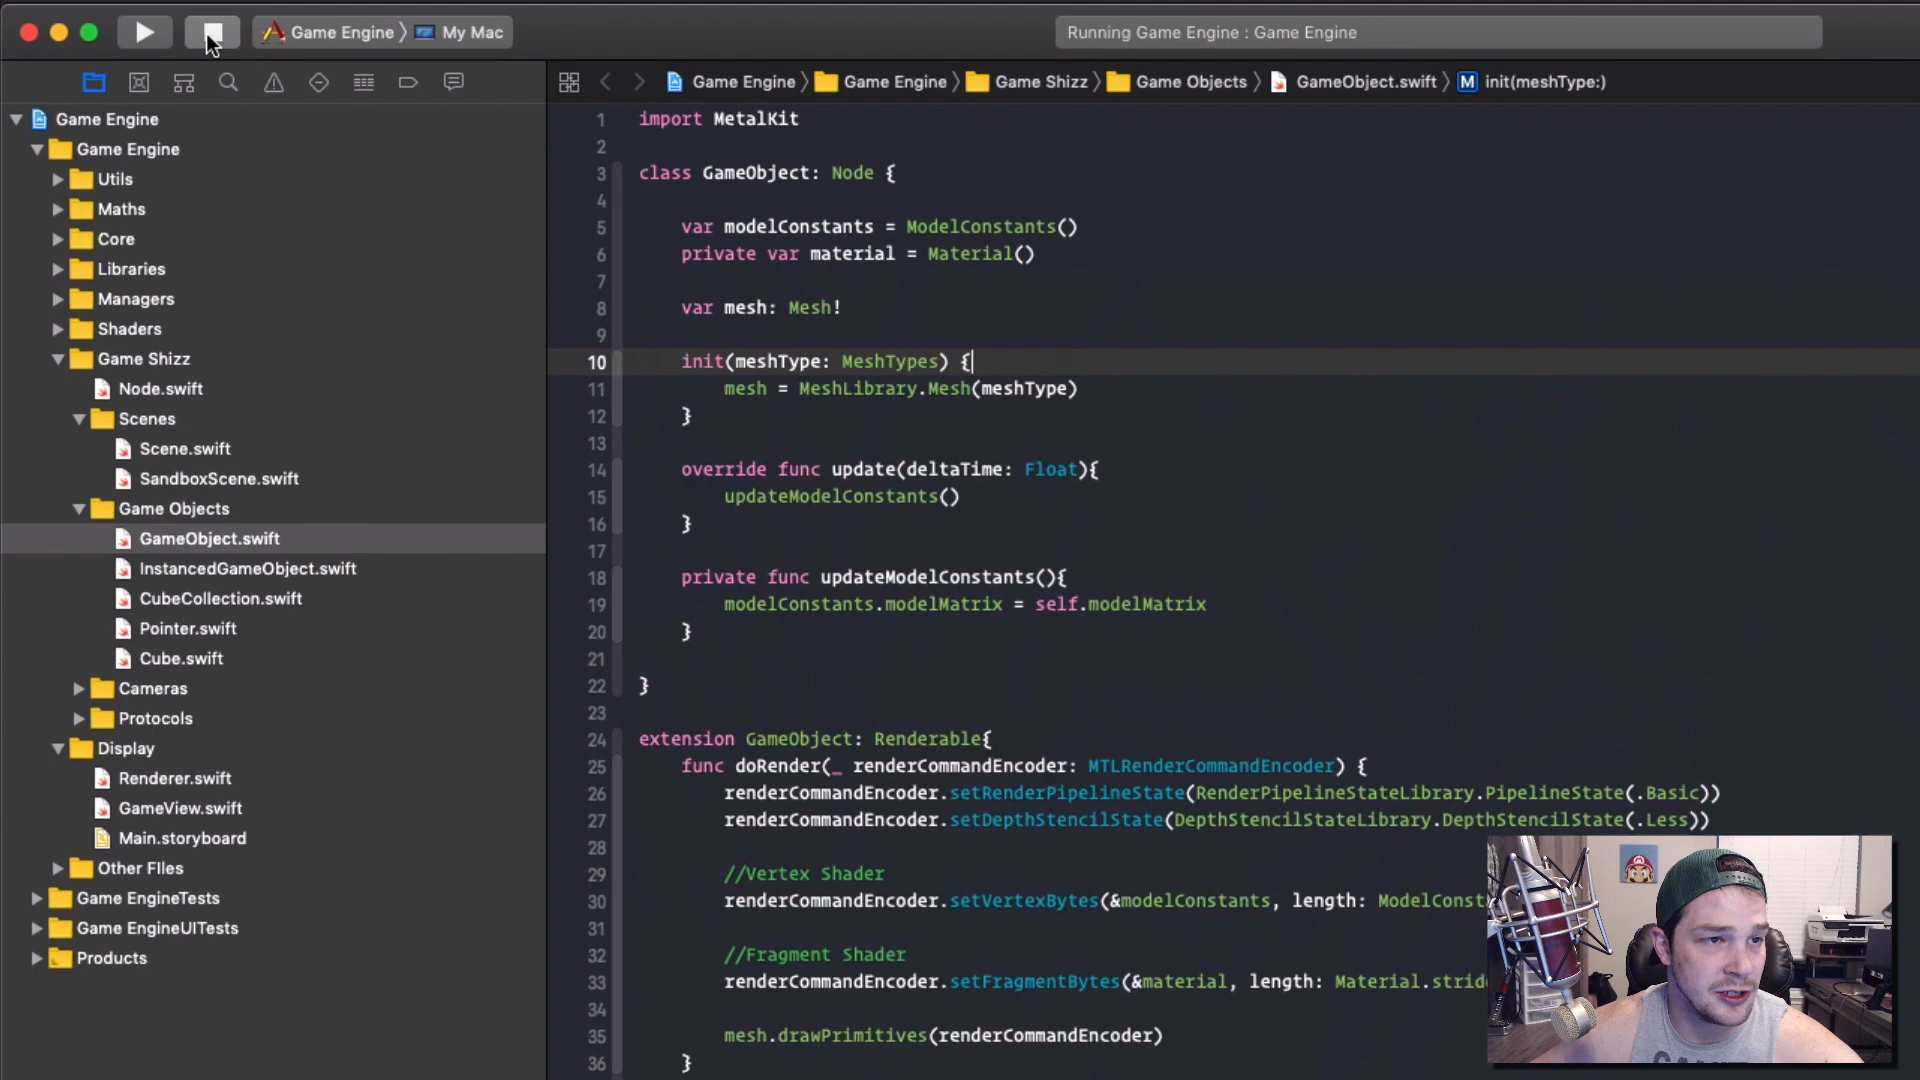 Game Engine
My Mac
Running Game Engine : Game Engine
Game Engine
Game Engine
Game Shizz
Game Objects
GameObject.swift
M
init(meshType:)
Game Engine
Game Engine
Utils
Maths
Core
Libraries
Managers
Shaders
Game Shizz
Node.swift
Scenes
Scene.swift
SandboxScene.swift
Game Objects
GameObject.swift
InstancedGameObject.swift
CubeCollection.swift
Pointer.swift
Cube.swift
Cameras
Protocols
Display
Renderer.swift
GameView.swift
Main.storyboard
Other FIles
Game EngineTests
Game EngineUITests
Products
1 import MetalKit
2
3 class GameObject: Node {
4
5 var modelConstants = ModelConstants()
6 private var material = Material()
7
8 var mesh: Mesh!
9
10 init(meshType: MeshTypes) {
11 mesh = MeshLibrary.Mesh(meshType)
12 }
13
14 override func update(deltaTime: Float){
15 updateModelConstants()
16 }
17
18 private func updateModelConstants(){
19 modelConstants.modelMatrix = self.modelMatrix
20 }
21
22 }
23
24 extension GameObject: Renderable{
25 func doRender(_ renderCommandEncoder: MTLRenderCommandEncoder) {
26 renderCommandEncoder.setRenderPipelineState(RenderPipelineStateLibrary.PipelineState(.Basic))
27 renderCommandEncoder.setDepthStencilState(DepthStencilStateLibrary.DepthStencilState(.Less))
28
29 //Vertex Shader
30 renderCommandEncoder.setVertexBytes(&modelConstants, length: ModelConst
31
32 //Fragment Shader
33 renderCommandEncoder.setFragmentBytes(&material, length: Material.strid
34
35 mesh.drawPrimitives(renderCommandEncoder)
36 }